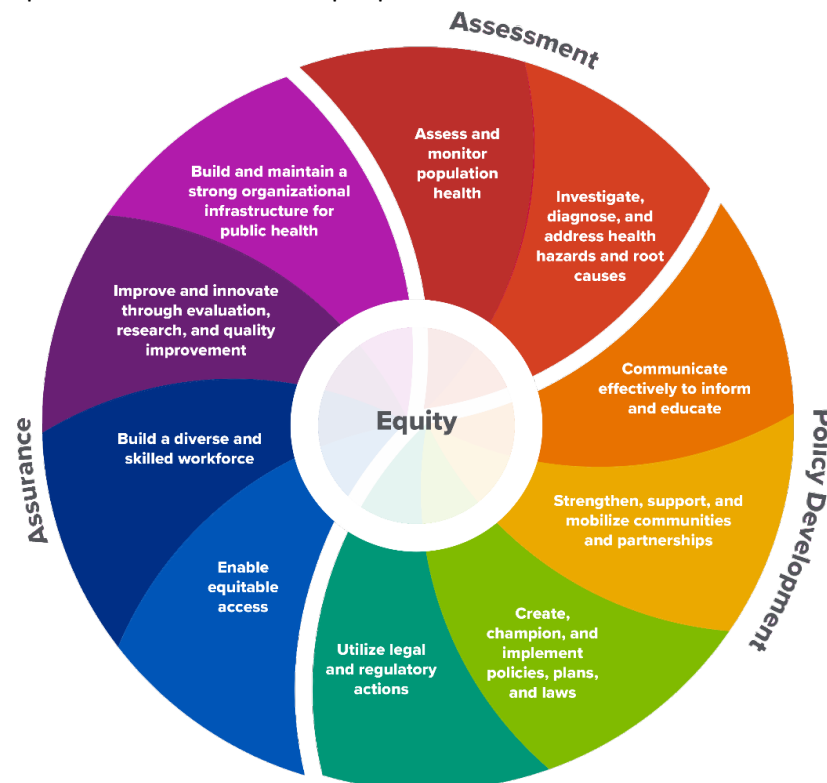 Assessment
Assess and
monitor
population
health
Investigate,
diagnose, and
address health
hazards and root
causes
Communicate
effectively to inform
and educate
Strengthen, support, and
mobilize communities
and partnerships
Policy Development
Create,
champion, and
implement
policies, plans,
and laws
Utilize legal
and regulatory
actions
Enable
equitable
access
Build a diverse and
skilled workforce
Assurance
Improve and innovate
through evaluation,
research, and quality
improvement
Build and maintain a
strong organizational
infrastructure for
public health
Equity